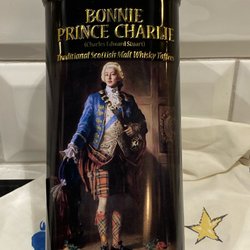 BONNIE
PRINCE CHARLIE
(Charles Edward Stuart)
Traditional Scottish Malt Whisky Toffees